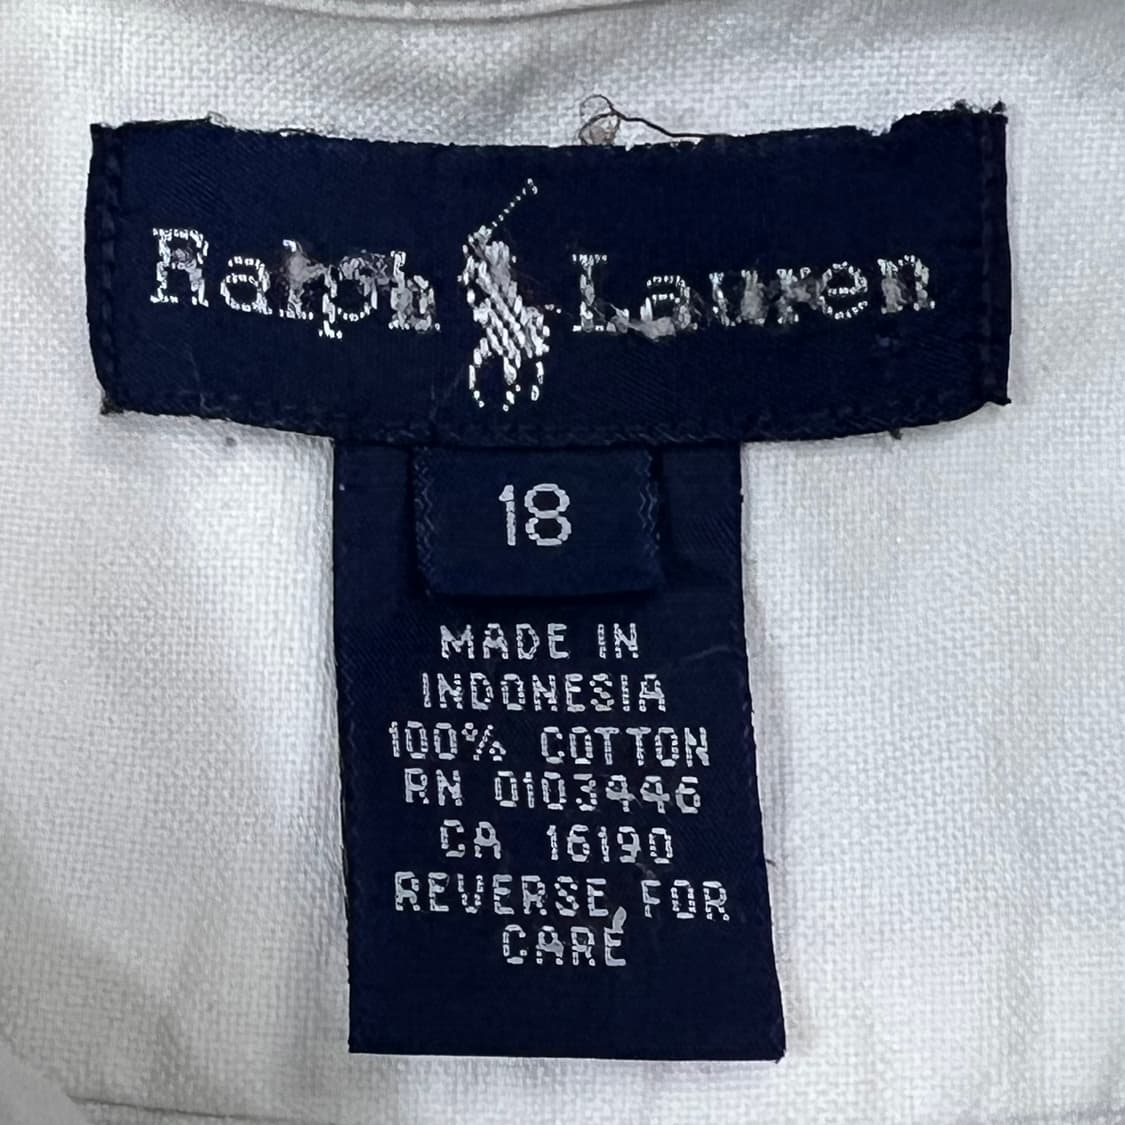 Ralph Lauren
18
MADE IN
INDONESIA
100% COTTON
RN 0103446
CA 16190
REVERSE FOR
CARE